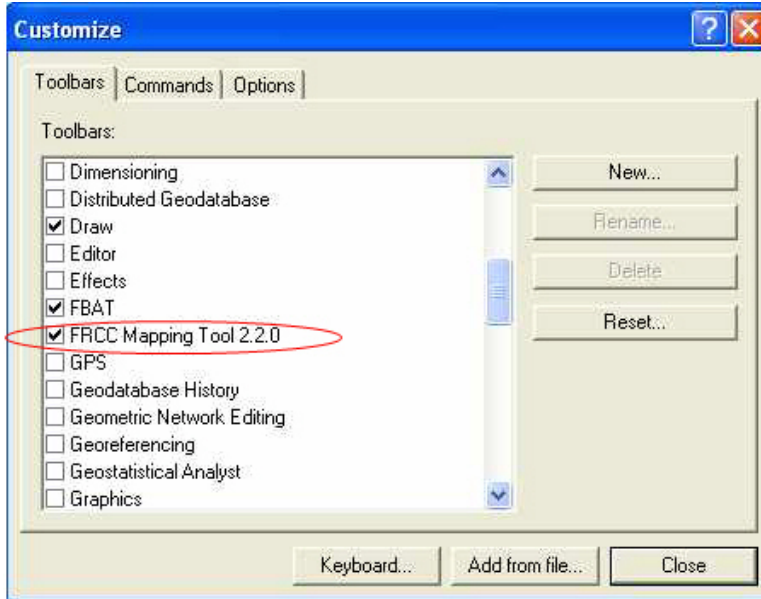 Customize
Toolbars Commands Options
Toolbars:
Dimensioning
Distributed Geodatabase
Draw
Editor
Effects
FBAT
FRCC Mapping Tool 2.2.0
GPS
Geodatabase History
Geometric Network Editing
Georeferencing
Geostatistical Analyst
Graphics
New...
Rename...
Delete
Reset...
Keyboard... Add from file... Close